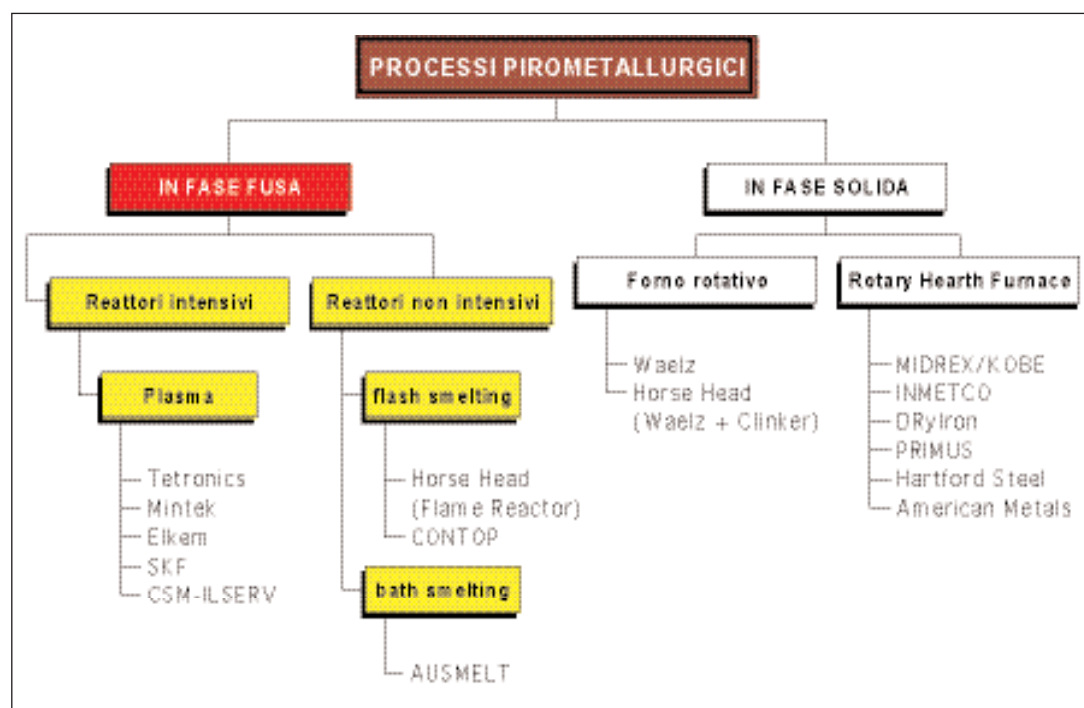 PROCESSI PIROMETALLURGICI
IN FASE FUSA
IN FASE SOLIDA
Reattori intensivi
Reattori non intensivi
Forno rotativo
Rotary Hearth Furnace
Plasma
flash smelting
Waelz
Horse Head
(Waelz + Clinker)
MIDREX/KOBE
INMETCO
DRyIron
PRIMUS
Hartford Steel
American Metals
Tetronics
Mintek
Elkem
SKF
CSM-ILSERV
Horse Head
(Flame Reactor)
CONTOP
bath smelting
AUSMELT